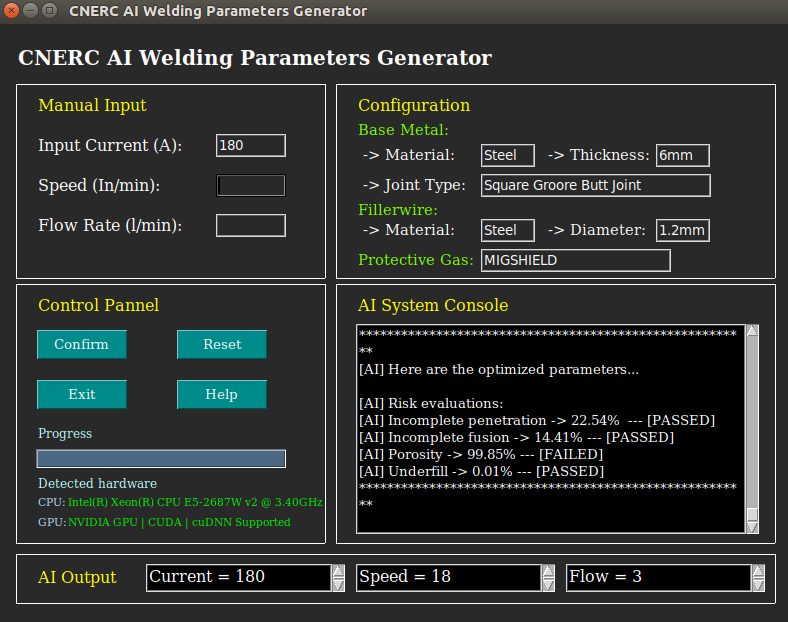 CNERC AI Welding Parameters Generator
CNERC AI Welding Parameters Generator
Manual Input
Input Current (A): 180
Speed (In/min):
Flow Rate (l/min):
Configuration
Base Metal:
-> Material: Steel -> Thickness: 6mm
-> Joint Type: Square Groore Butt Joint
Fillerwire:
-> Material: Steel -> Diameter: 1.2mm
Protective Gas: MIGSHIELD
Control Pannel
Confirm Reset
Exit Help
Progress
Detected hardware
CPU: Intel(R) Xeon(R) CPU E5-2687W v2 @ 3.40GHz
GPU: NVIDIA GPU | CUDA | cuDNN Supported
AI System Console
******************************************************
**
[AI] Here are the optimized parameters...
[AI] Risk evaluations:
[AI] Incomplete penetration -> 22.54% --- [PASSED]
[AI] Incomplete fusion -> 14.41% --- [PASSED]
[AI] Porosity -> 99.85% --- [FAILED]
[AI] Underfill -> 0.01% --- [PASSED]
******************************************************
**
AI Output Current = 180 Speed = 18 Flow = 3